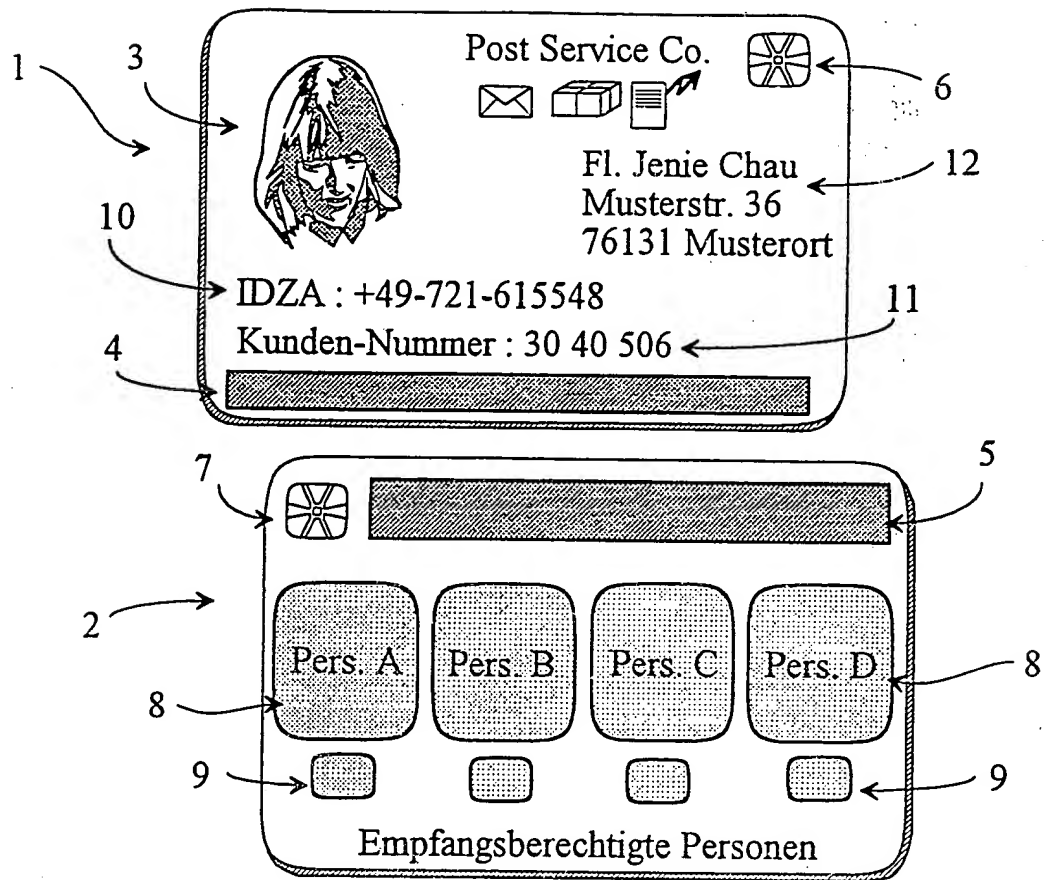 Post Service Co.
1
3
6
Fl. Jenie Chau
12
Musterstr. 36
10
76131 Musterort
IDZA : +49-721-615548
11
Kunden-Nummer : 30 40 506
4
7
5
2
Pers. A Pers. B Pers. C Pers. D
8
8
9
9
Empfangsberechtigte Personen